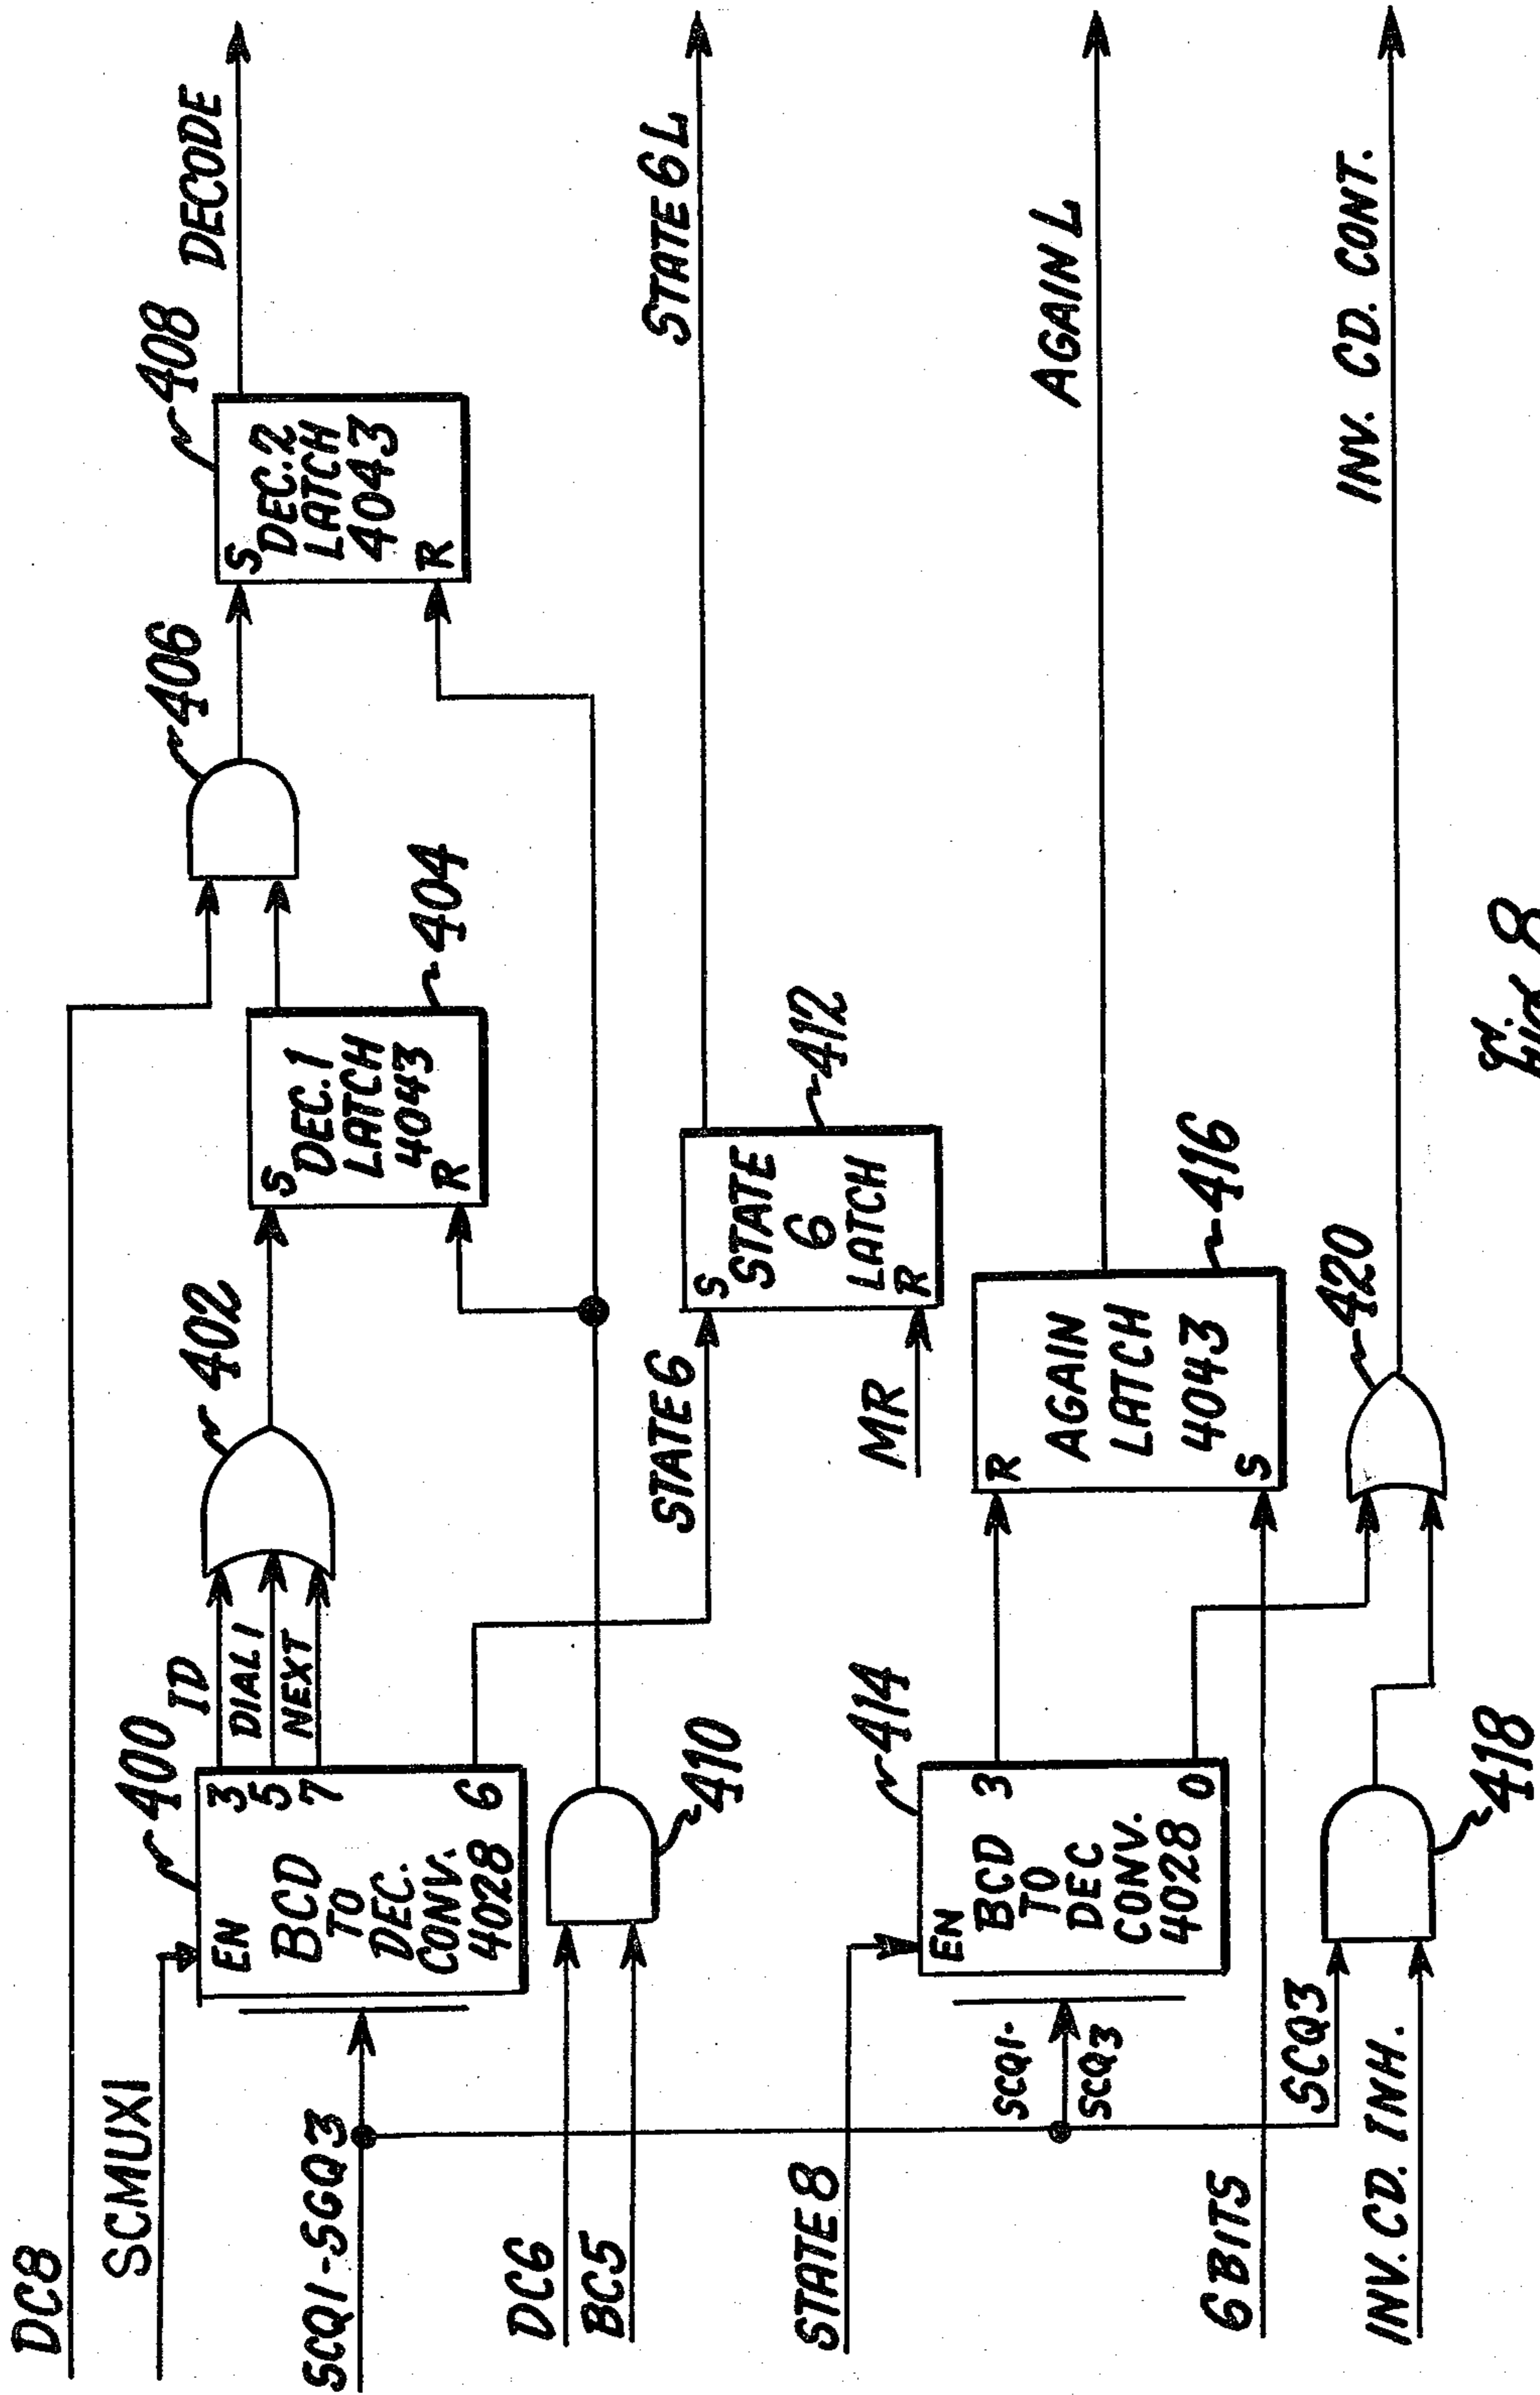 DC8
SCMUX1
SCQ1-SGQ3
DC6
BC5
STATE 8
6 BITS
INV. CD. INH.
400
EN
BCD
TO
DEC.
CONV.
4028
3
5
7
6
ID
DIAL 1
NEXT
402
S
DEC.1
LATCH
4043
R
404
406
408
S
DEC.2
LATCH
4043
R
DECODE
410
STATE 6
MR
S
STATE
6
LATCH
R
412
STATE 6L
SCQ1-
SCQ3
414
EN
BCD
TO
DEC
CONV.
4028
3
0
R
AGAIN
LATCH
4043
S
416
AGAIN L
SCQ3
418
420
INV. CD. CONT.
Fig. 8